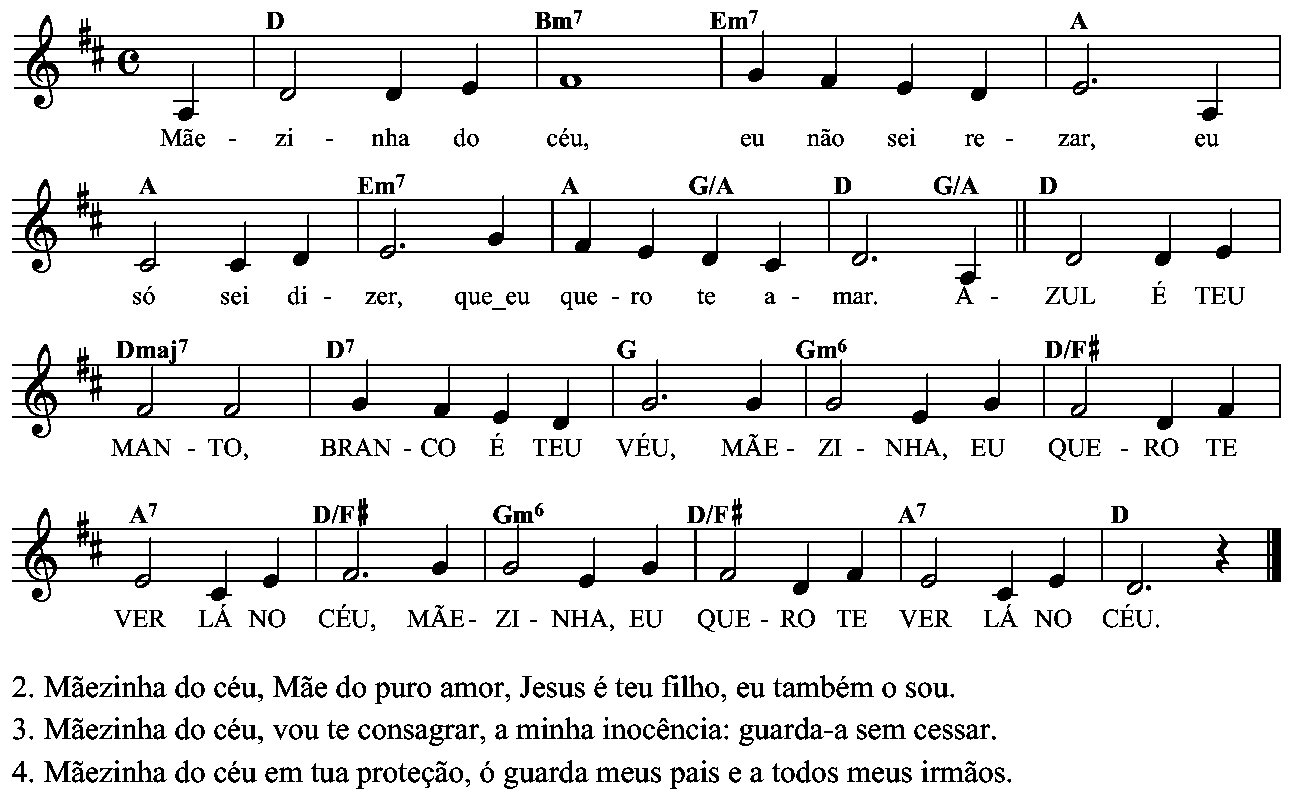 D Bm7 Em7 A
Mãe - zi - nha do céu, eu não sei re - zar, eu
A Em7 A G/A D G/A D
só sei di - zer, que_eu que - ro te a - mar. A - ZUL É TEU
Dmaj7 D7 G Gm6 D/F♯
MAN - TO, BRAN - CO É TEU VÉU, MÃE - ZI - NHA, EU QUE - RO TE
A7 D/F♯ Gm6 D/F♯ A7 D
VER LÁ NO CÉU, MÃE - ZI - NHA, EU QUE - RO TE VER LÁ NO CÉU.
2. Mãezinha do céu, Mãe do puro amor, Jesus é teu filho, eu também o sou.
3. Mãezinha do céu, vou te consagrar, a minha inocência: guarda-a sem cessar.
4. Mãezinha do céu em tua proteção, ó guarda meus pais e a todos meus irmãos.